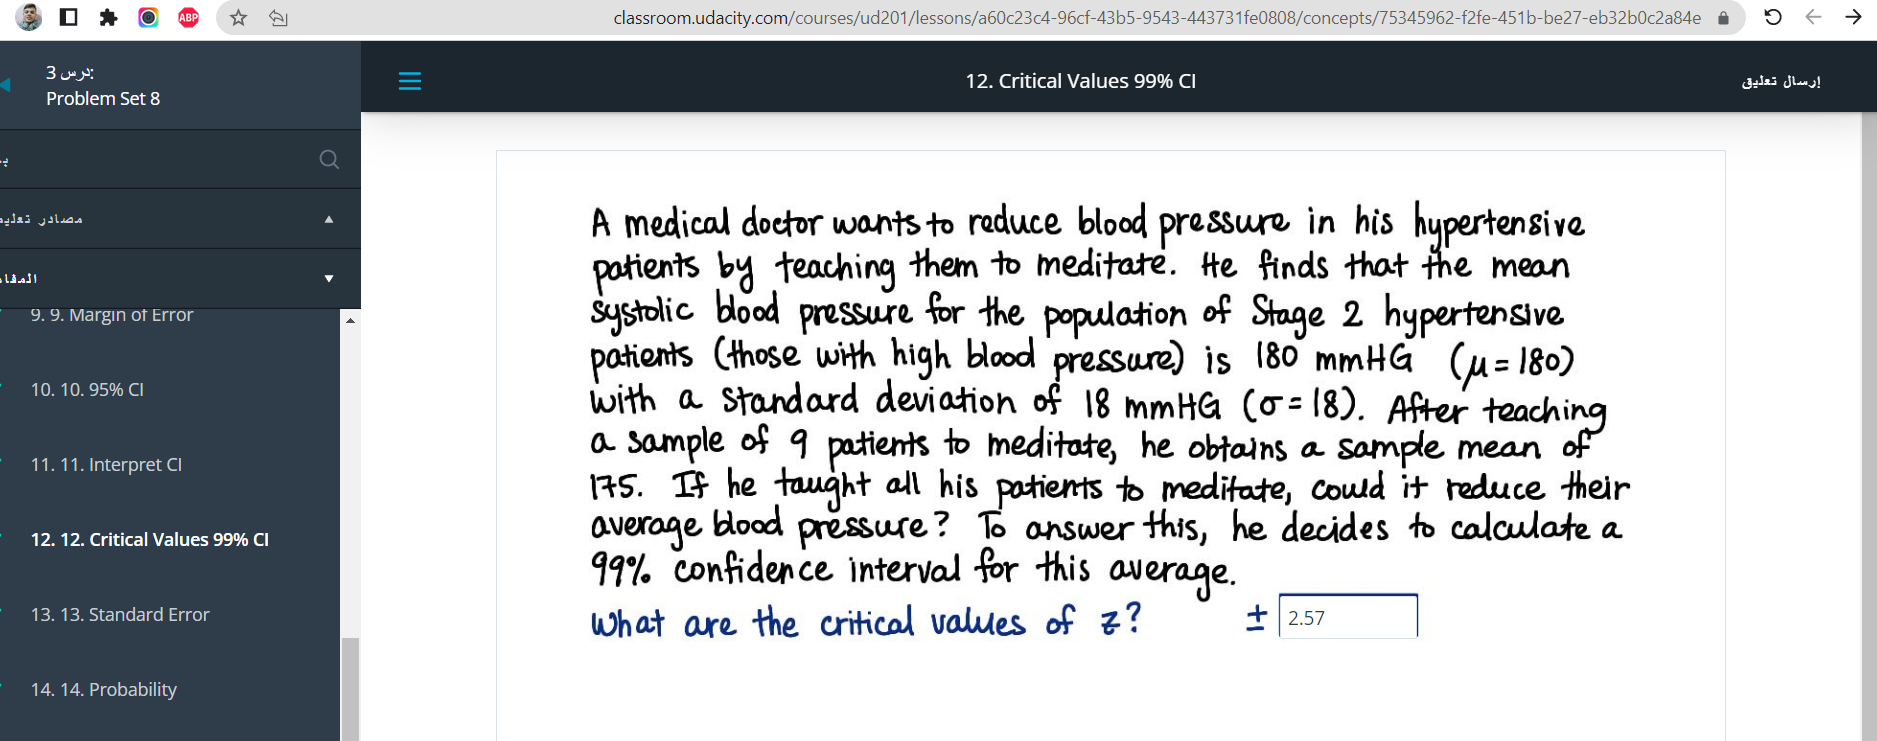 ABP
classroom.udacity.com/courses/ud201/lessons/a60c23c4-96cf-43b5-9543-443731fe0808/concepts/75345962-f2fe-451b-be27-eb32b0c2a84e
درس 3:
Problem Set 8
12. Critical Values 99% CI
إرسال تعليق
مصادر
9. 9. Margin of Error
10. 10. 95% CI
11. 11. Interpret CI
12. 12. Critical Values 99% CI
13. 13. Standard Error
14. 14. Probability
A medical doctor wants to reduce blood pressure in his hypertensive
patients by teaching them to meditate. He finds that the mean
systolic blood pressure for the population of Stage 2 hypertensive
patients (those with high blood pressure) is 180 mmHG (μ = 180)
with a standard deviation of 18 mmHG (σ = 18). After teaching
a sample of 9 patients to meditate, he obtains a sample mean of
175. If he taught all his patients to meditate, could it reduce their
average blood pressure? To answer this, he decides to calculate a
99% confidence interval for this average.
What are the critical values of z? ± 2.57